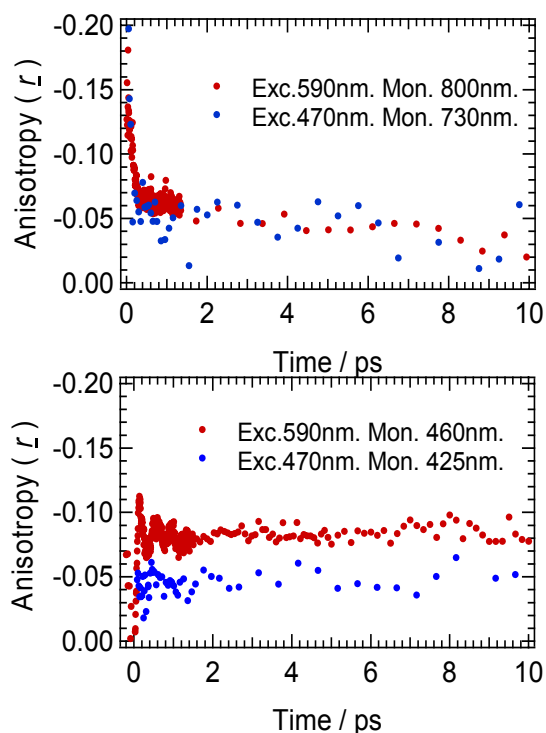 -0.20
-0.15
-0.10
-0.05
0.00
Anisotropy ( r )
Exc.590nm. Mon. 800nm.
Exc.470nm. Mon. 730nm.
0 2 4 6 8 10
Time / ps
-0.20
-0.15
-0.10
-0.05
0.00
Anisotropy ( r )
Exc.590nm. Mon. 460nm.
Exc.470nm. Mon. 425nm.
0 2 4 6 8 10
Time / ps